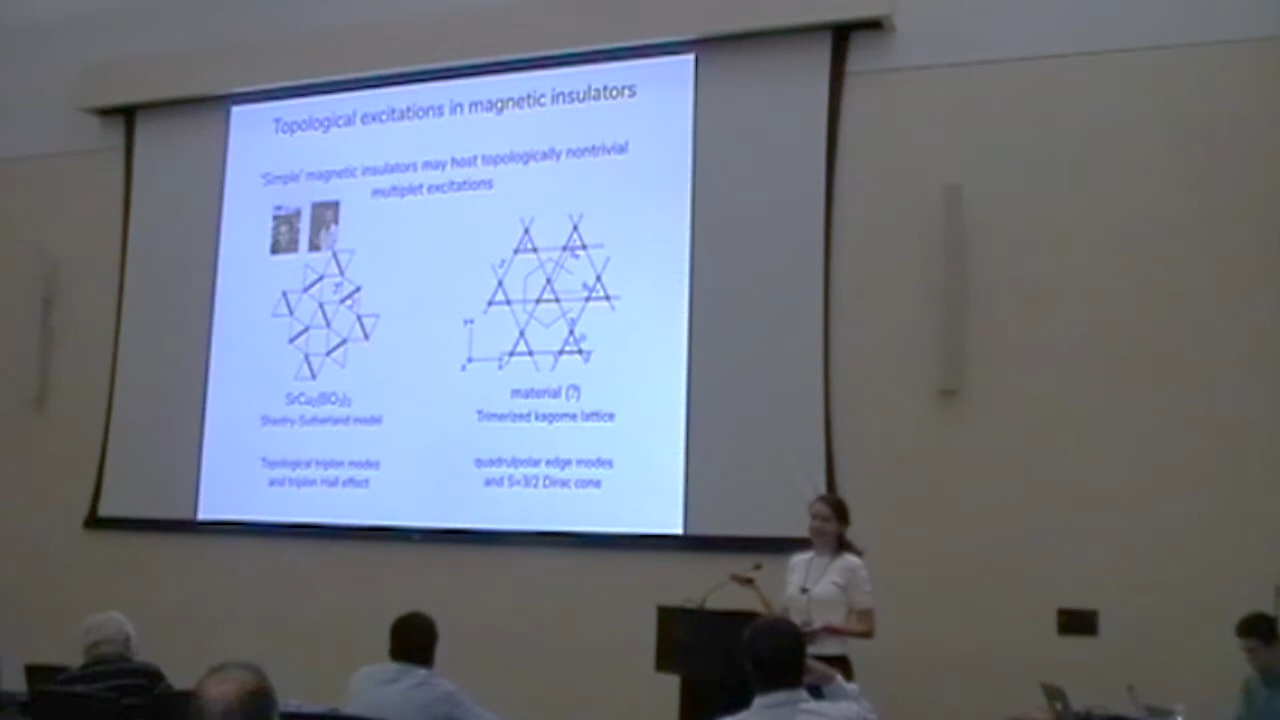 Topological excitations in magnetic insulators
'Simple' magnetic insulators may host topologically nontrivial
multiplet excitations
SrCu₂(BO₃)₂
Shastry-Sutherland model
Topological triplon modes
and triplon Hall effect
material (?)
Trimerized kagome lattice
quadrulpolar edge modes
and S=3/2 Dirac cone